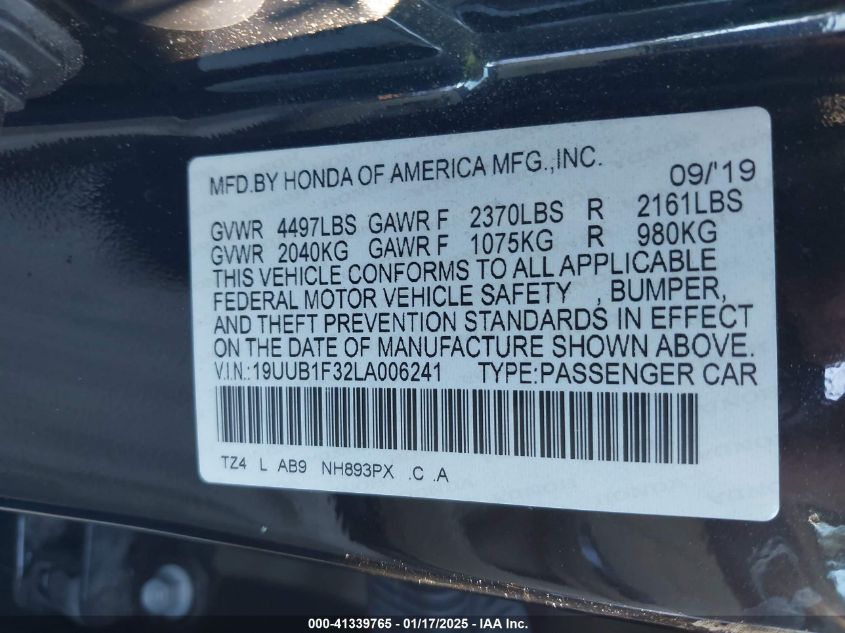 MFD.BY HONDA OF AMERICA MFG.,INC. 09/'19
GVWR 4497LBS GAWR F 2370LBS R 2161LBS
GVWR 2040KG GAWR F 1075KG R 980KG
THIS VEHICLE CONFORMS TO ALL APPLICABLE
FEDERAL MOTOR VEHICLE SAFETY , BUMPER,
AND THEFT PREVENTION STANDARDS IN EFFECT
ON THE DATE OF MANUFACTURE SHOWN ABOVE.
V.I.N.:19UUB1F32LA006241 TYPE:PASSENGER CAR
TZ4 L AB9 NH893PX .C .A
000-41339765 / 01/17/2025 - IAA Inc.